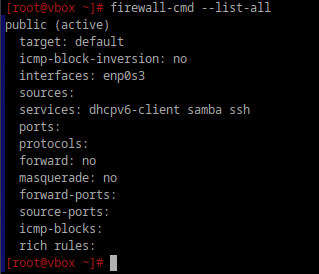 [root@vbox ~]# firewall-cmd --list-all
public (active)
  target: default
  icmp-block-inversion: no
  interfaces: enp0s3
  sources:
  services: dhcpv6-client samba ssh
  ports:
  protocols:
  forward: no
  masquerade: no
  forward-ports:
  source-ports:
  icmp-blocks:
  rich rules:
[root@vbox ~]#